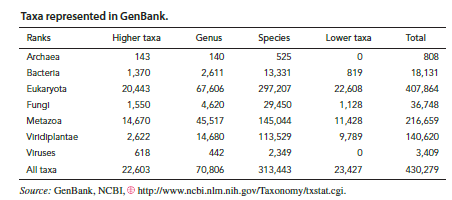 Taxa represented in GenBank.
Ranks Higher taxa Genus Species Lower taxa Total
Archaea 143 140 525 0 808
Bacteria 1,370 2,611 13,331 819 18,131
Eukaryota 20,443 67,606 297,207 22,608 407,864
Fungi 1,550 4,620 29,450 1,128 36,748
Metazoa 14,670 45,517 145,044 11,428 216,659
Viridiplantae 2,622 14,680 113,529 9,789 140,620
Viruses 618 442 2,349 0 3,409
All taxa 22,603 70,806 313,443 23,427 430,279
Source: GenBank, NCBI, http://www.ncbi.nlm.nih.gov/Taxonomy/txstat.cgi.